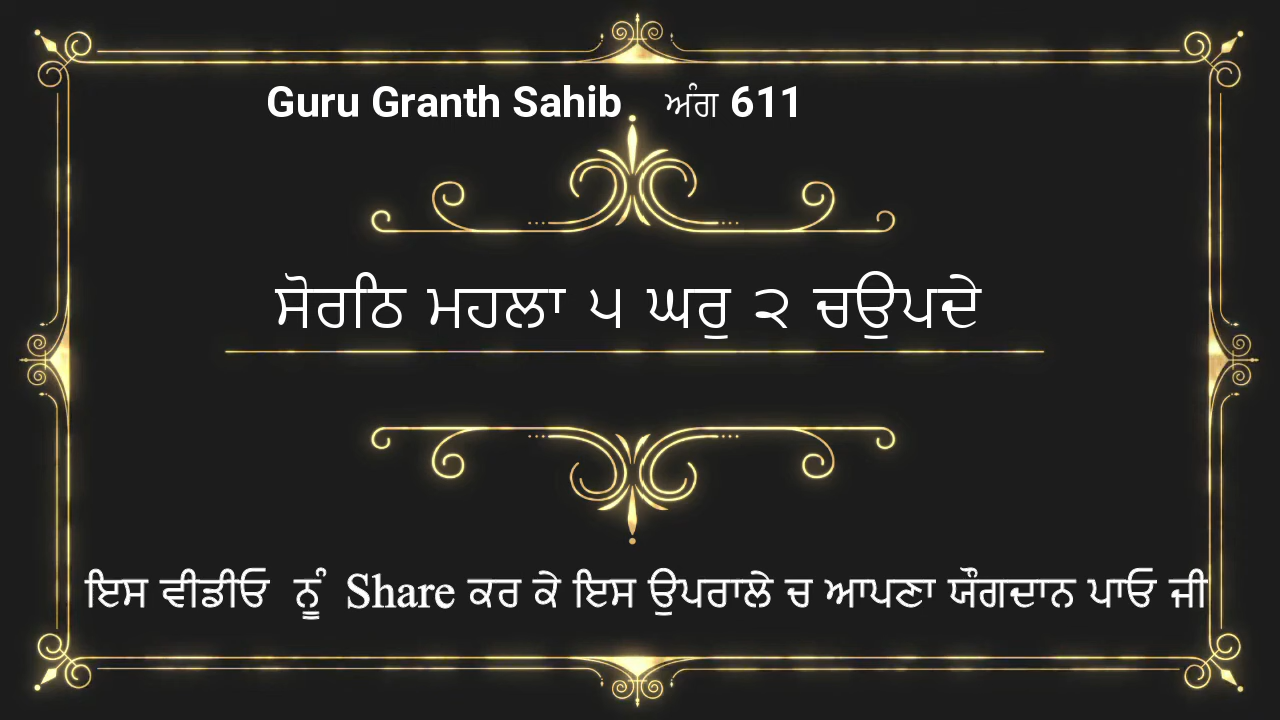 Guru Granth Sahib ਅੰਗ 611
ਸੋਰਠਿ ਮਹਲਾ ੫ ਘਰੁ ੨ ਚਉਪਦੇ
ਇਸ ਵੀਡੀਓ ਨੂੰ Share ਕਰ ਕੇ ਇਸ ਉਪਰਾਲੇ ਚ ਆਪਣਾ ਯੌਗਦਾਨ ਪਾਓ ਜੀ